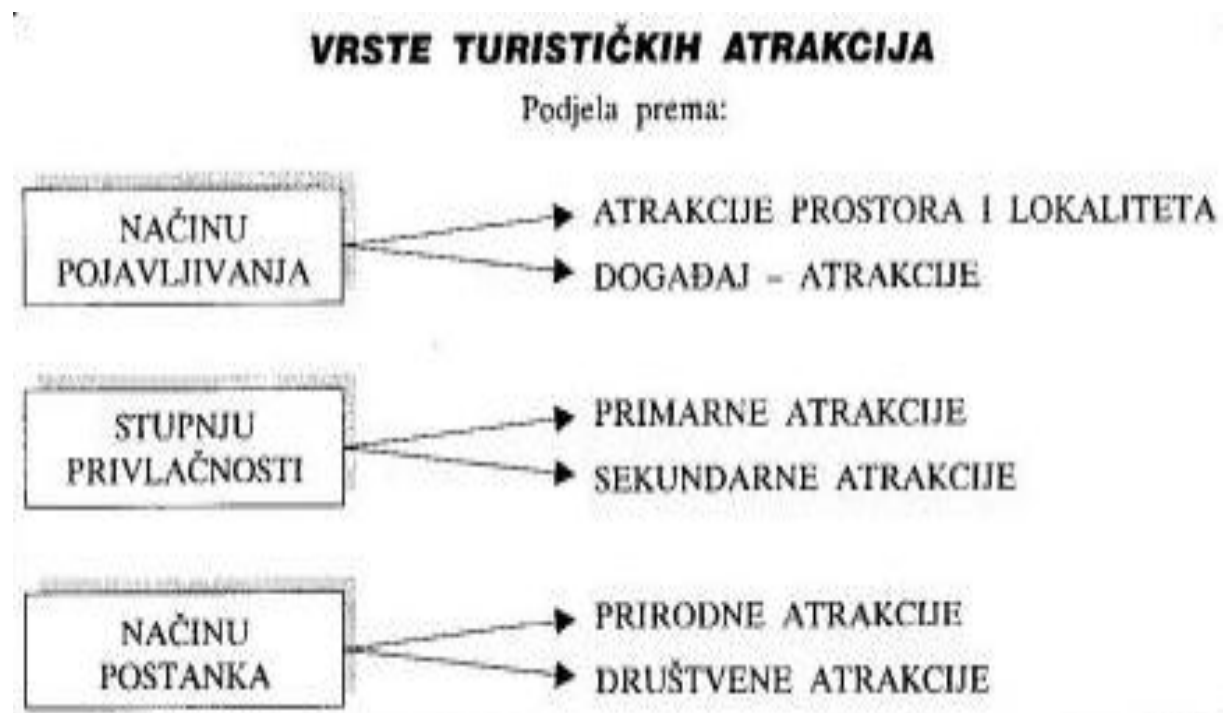 VRSTE TURISTIČKIH ATRAKCIJA
Podjela prema:
NAČINU
POJAVLJIVANJA
ATRAKCIJE PROSTORA I LOKALITETA
DOGAĐAJ – ATRAKCIJE
STUPNJU
PRIVLAČNOSTI
PRIMARNE ATRAKCIJE
SEKUNDARNE ATRAKCIJE
NAČINU
POSTANKA
PRIRODNE ATRAKCIJE
DRUŠTVENE ATRAKCIJE